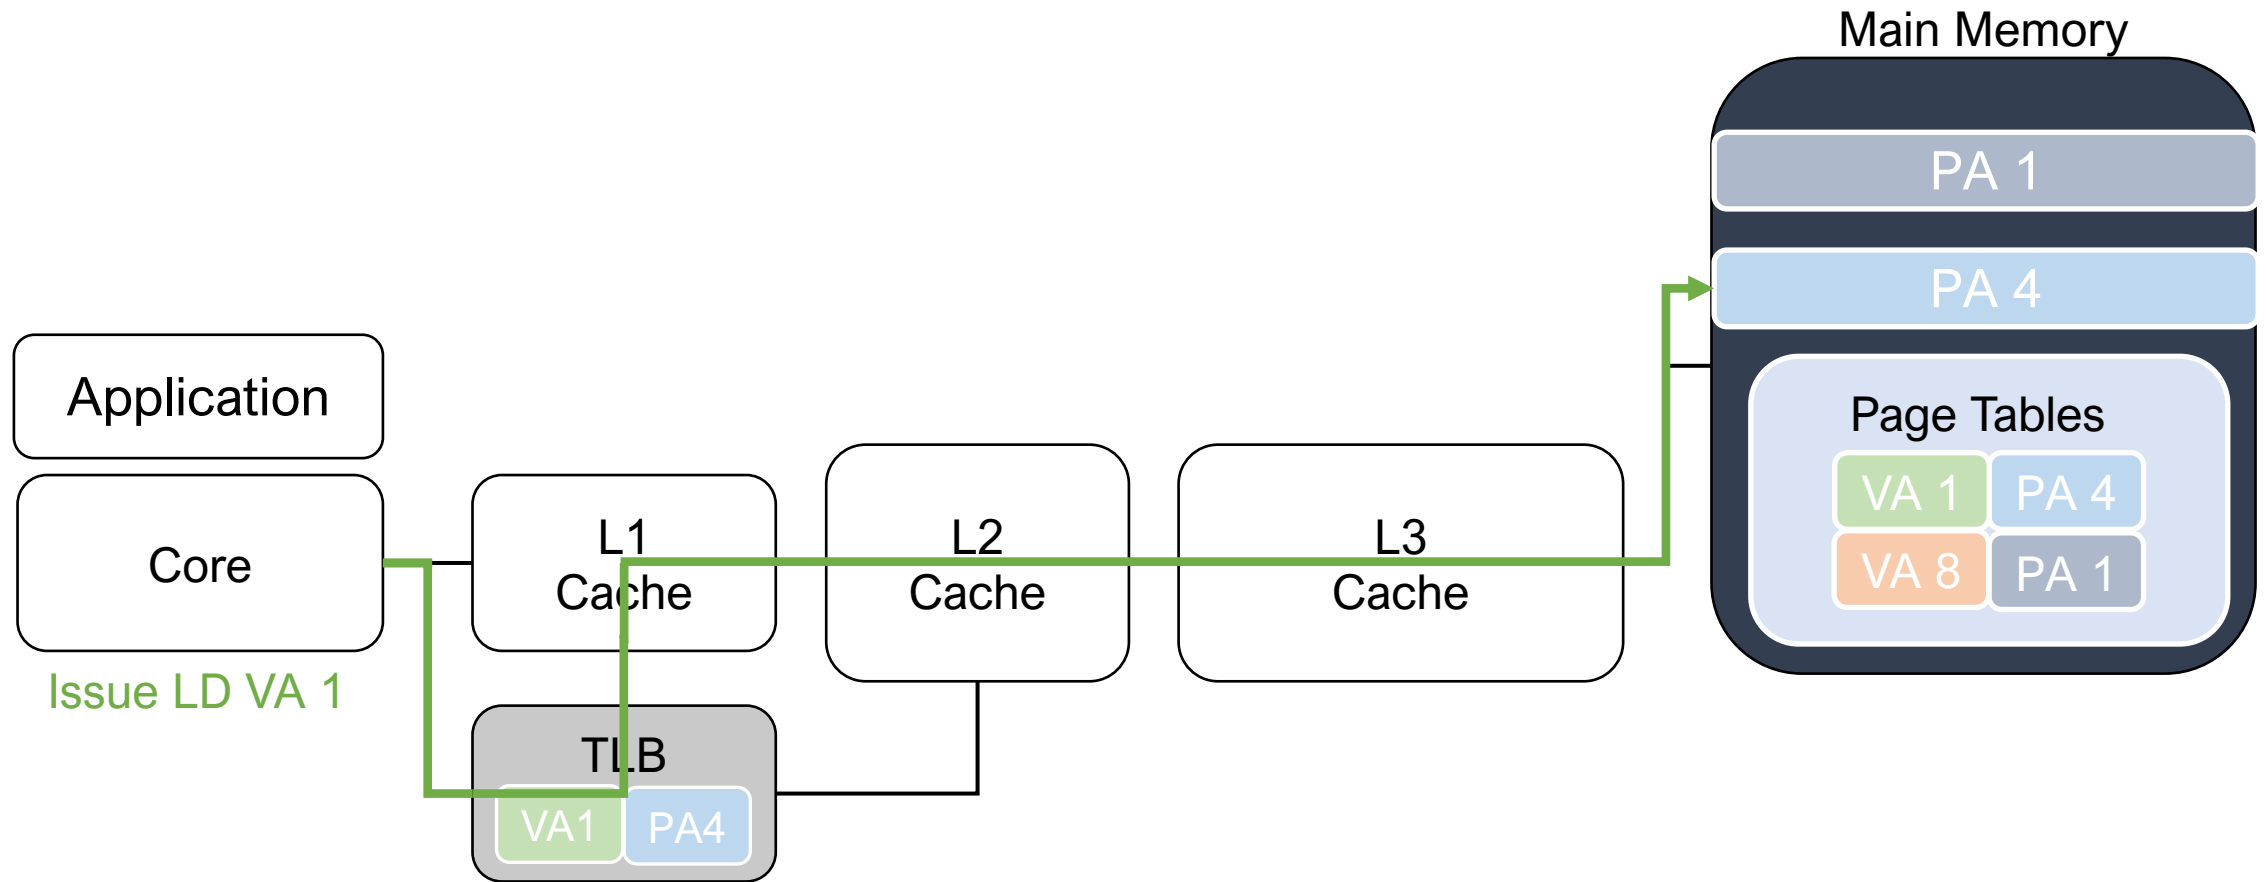 Main Memory
PA 1
PA 4
Application
Page Tables
VA 1 PA 4
VA 8 PA 1
Core
L1
Cache
L2
Cache
L3
Cache
Issue LD VA 1
TLB
VA1 PA4